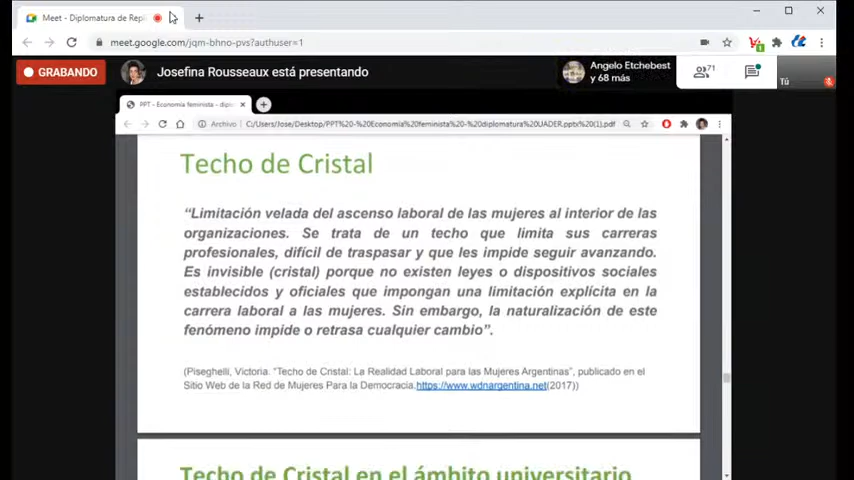 Meet - Diplomatura de Repr
meet.google.com/jqm-bhno-pvs?authuser=1
GRABANDO
Josefina Rousseaux está presentando
Angelo Etchebest
y 68 más
71
Tú
PPT - Economía feminista - dipl
Archivo | C:/Users/Jose/Desktop/PPT%20-%20Economía%20feminista%20-%20diplomatura%20UADER.pptx%20(1).pdf
Techo de Cristal
“Limitación velada del ascenso laboral de las mujeres al interior de las
organizaciones. Se trata de un techo que limita sus carreras
profesionales, difícil de traspasar y que les impide seguir avanzando.
Es invisible (cristal) porque no existen leyes o dispositivos sociales
establecidos y oficiales que impongan una limitación explícita en la
carrera laboral a las mujeres. Sin embargo, la naturalización de este
fenómeno impide o retrasa cualquier cambio”.
(Piseghelli, Victoria. “Techo de Cristal: La Realidad Laboral para las Mujeres Argentinas”, publicado en el
Sitio Web de la Red de Mujeres Para la Democracia.https://www.wdnargentina.net(2017))
Techo de Cristal en el ámbito universitario